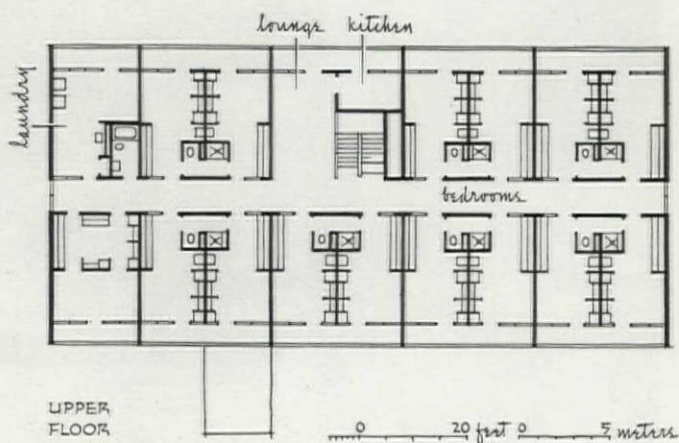 lounge kitchen
laundry
bedrooms
UPPER
FLOOR
0 20 feet 0 5 meters